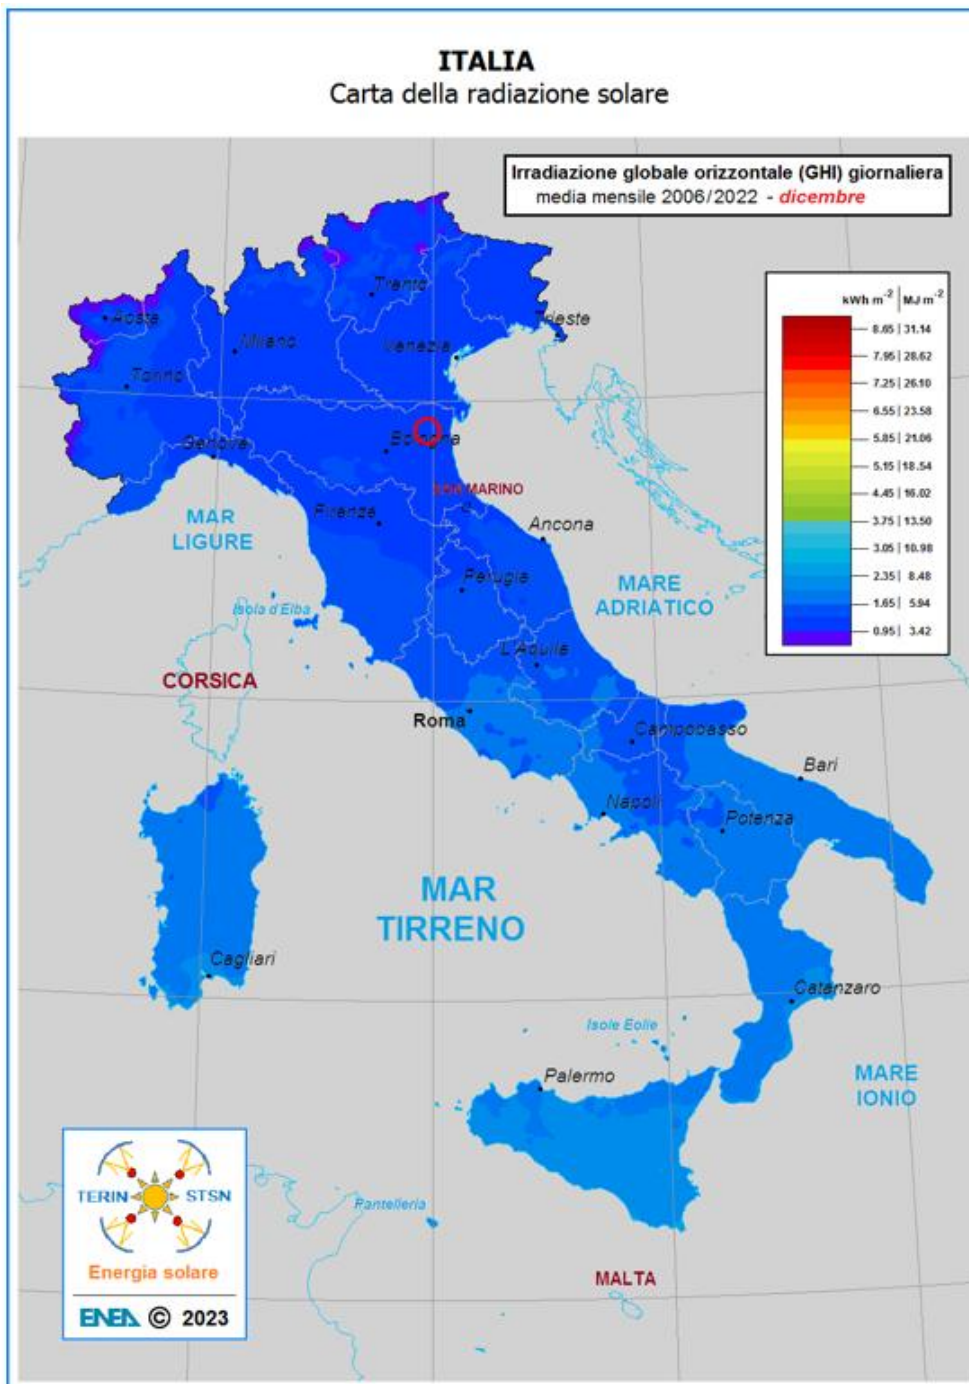 ITALIA
Carta della radiazione solare
Irradiazione globale orizzontale (GHI) giornaliera
media mensile 2006/2022 - dicembre
kWh m-2 | MJ m-2
8.65 | 31.14
7.95 | 28.62
7.25 | 26.10
6.55 | 23.58
5.85 | 21.06
5.15 | 18.54
4.45 | 16.02
3.75 | 13.50
3.05 | 10.98
2.35 | 8.48
1.65 | 5.94
0.95 | 3.42
Trento
Aosta
Trieste
Milano
Venezia
Torino
Bologna
Genova
SAN MARINO
Firenze
Ancona
MAR
LIGURE
Perugia
MARE
ADRIATICO
Isola d'Elba
L'Aquila
CORSICA
Roma
Campobasso
Bari
Napoli
Potenza
MAR
TIRRENO
Cagliari
Catanzaro
Isole Eolie
Palermo
MARE
IONIO
Pantelleria
MALTA
TERIN STSN
Energia solare
ENEA © 2023